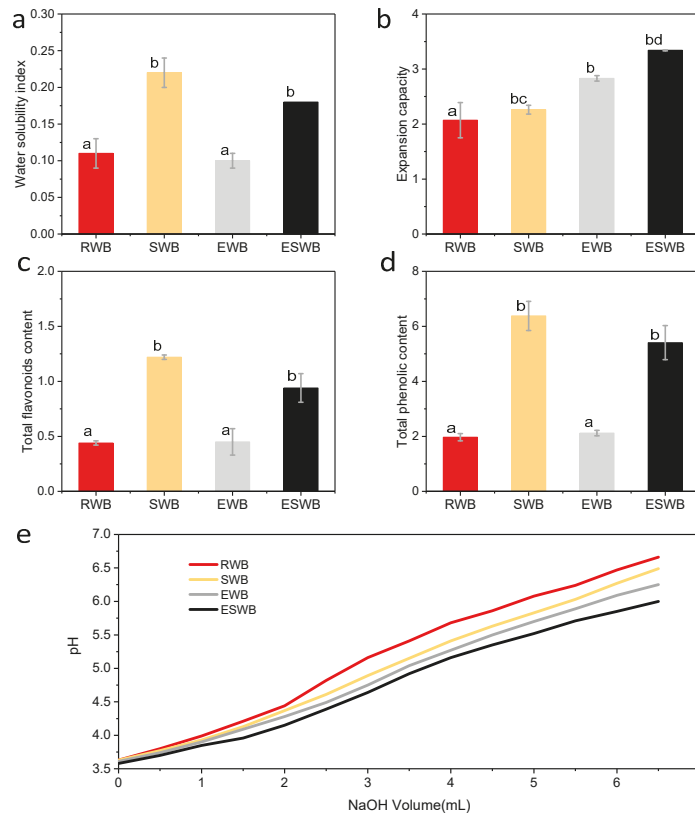 a
Water solubility index
0.30
0.25
0.20
0.15
0.10
0.05
0.00
a
b
a
b
RWB SWB EWB ESWB
b
Expansion capacity
4
3
2
1
0
a
bc
b
bd
RWB SWB EWB ESWB
c
Total flavonoids content
2.0
1.5
1.0
0.5
0.0
a
b
a
b
RWB SWB EWB ESWB
d
Total phenolic content
8
6
4
2
0
a
b
a
b
RWB SWB EWB ESWB
e
pH
7.0
6.5
6.0
5.5
5.0
4.5
4.0
3.5
RWB
SWB
EWB
ESWB
0 1 2 3 4 5 6
NaOH Volume(mL)